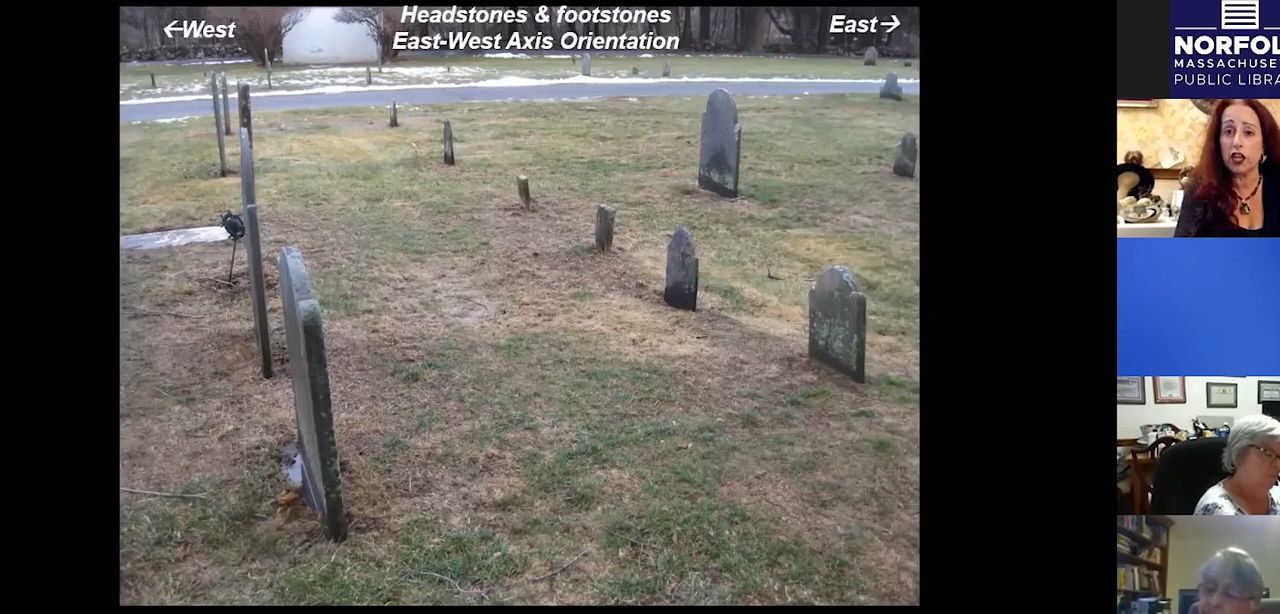 Headstones & footstones
←West
East→
East-West Axis Orientation
NORFOL
MASSACHUSE
PUBLIC LIBRA